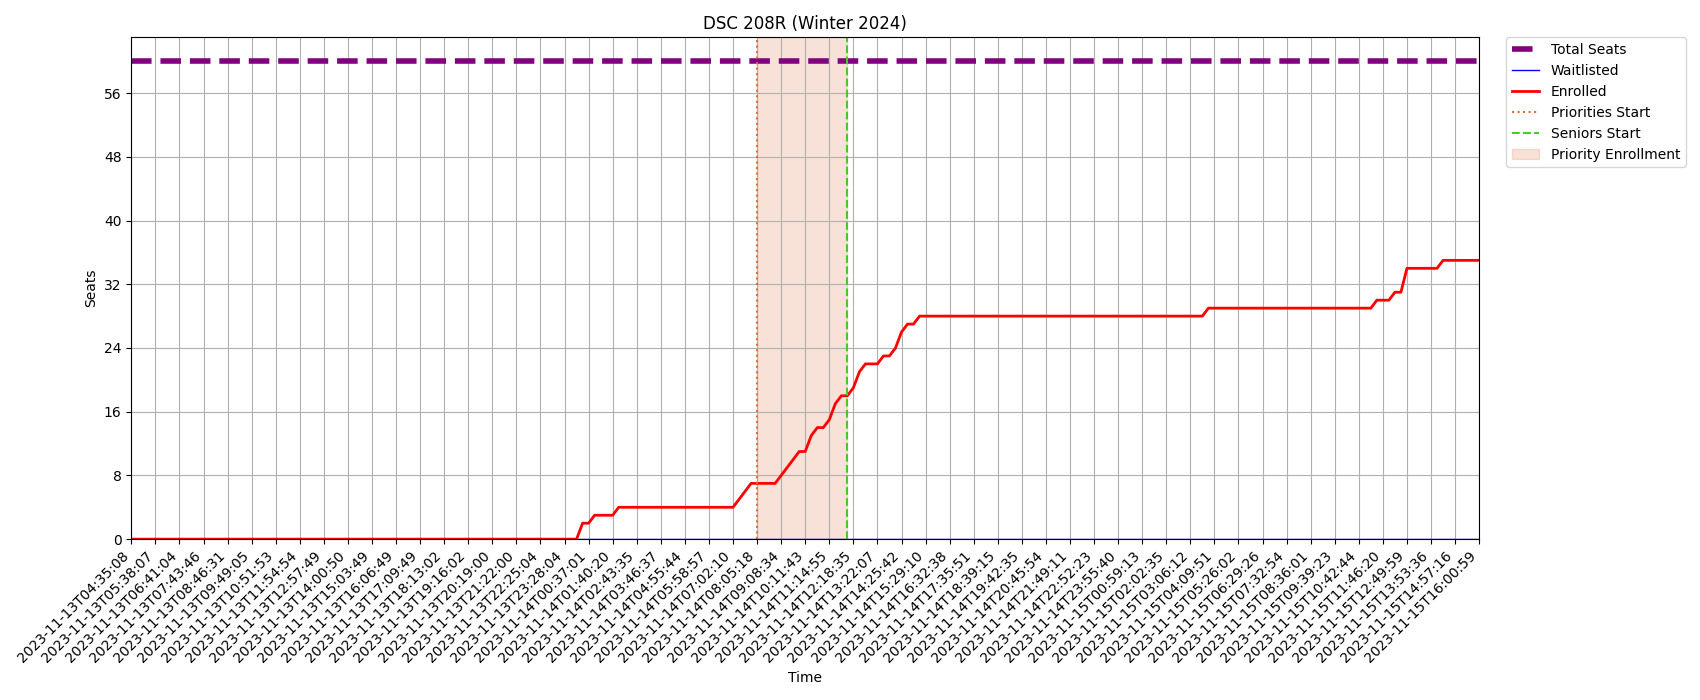 DSC 208R (Winter 2024)
Total Seats
Waitlisted
Enrolled
Priorities Start
Seniors Start
Priority Enrollment
Seats
56
48
40
32
24
16
8
0
2023-11-13T04:35:08
2023-11-13T05:38:07
2023-11-13T06:41:04
2023-11-13T07:43:46
2023-11-13T08:46:31
2023-11-13T09:49:05
2023-11-13T10:51:53
2023-11-13T11:54:54
2023-11-13T12:57:49
2023-11-13T14:00:50
2023-11-13T15:03:49
2023-11-13T16:06:49
2023-11-13T17:09:49
2023-11-13T18:13:02
2023-11-13T19:16:02
2023-11-13T20:19:00
2023-11-13T21:22:00
2023-11-13T22:25:04
2023-11-13T23:28:04
2023-11-14T00:37:01
2023-11-14T01:40:20
2023-11-14T02:43:35
2023-11-14T03:46:37
2023-11-14T04:55:44
2023-11-14T05:58:57
2023-11-14T07:02:10
2023-11-14T08:05:18
2023-11-14T09:08:34
2023-11-14T10:11:43
2023-11-14T11:14:55
2023-11-14T12:18:35
2023-11-14T13:22:07
2023-11-14T14:25:42
2023-11-14T15:29:10
2023-11-14T16:32:38
2023-11-14T17:35:51
2023-11-14T18:39:15
2023-11-14T19:42:35
2023-11-14T20:45:54
2023-11-14T21:49:11
2023-11-14T22:52:23
2023-11-14T23:55:40
2023-11-15T00:59:13
2023-11-15T02:02:35
2023-11-15T03:06:12
2023-11-15T04:09:51
2023-11-15T05:26:02
2023-11-15T06:29:26
2023-11-15T07:32:54
2023-11-15T08:36:01
2023-11-15T09:39:23
2023-11-15T10:42:44
2023-11-15T11:46:20
2023-11-15T12:49:59
2023-11-15T13:53:36
2023-11-15T14:57:16
2023-11-15T16:00:59
Time